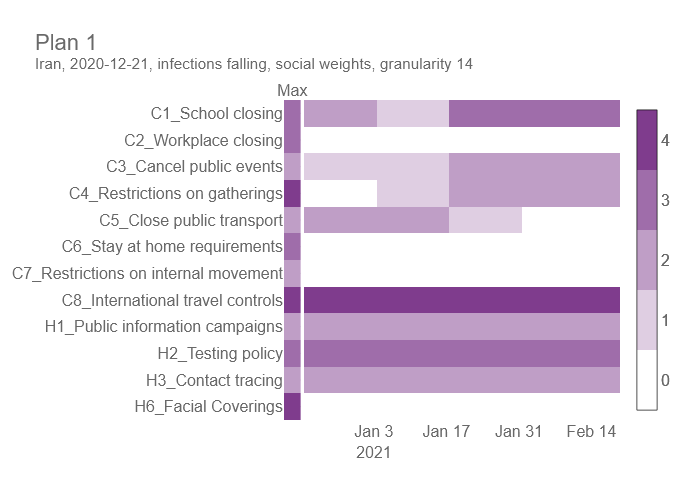 Plan 1
Iran, 2020-12-21, infections falling, social weights, granularity 14
Max
C1_School closing
C2_Workplace closing
C3_Cancel public events
C4_Restrictions on gatherings
C5_Close public transport
C6_Stay at home requirements
C7_Restrictions on internal movement
C8_International travel controls
H1_Public information campaigns
H2_Testing policy
H3_Contact tracing
H6_Facial Coverings
Jan 3 Jan 17 Jan 31 Feb 14
2021
4
3
2
1
0